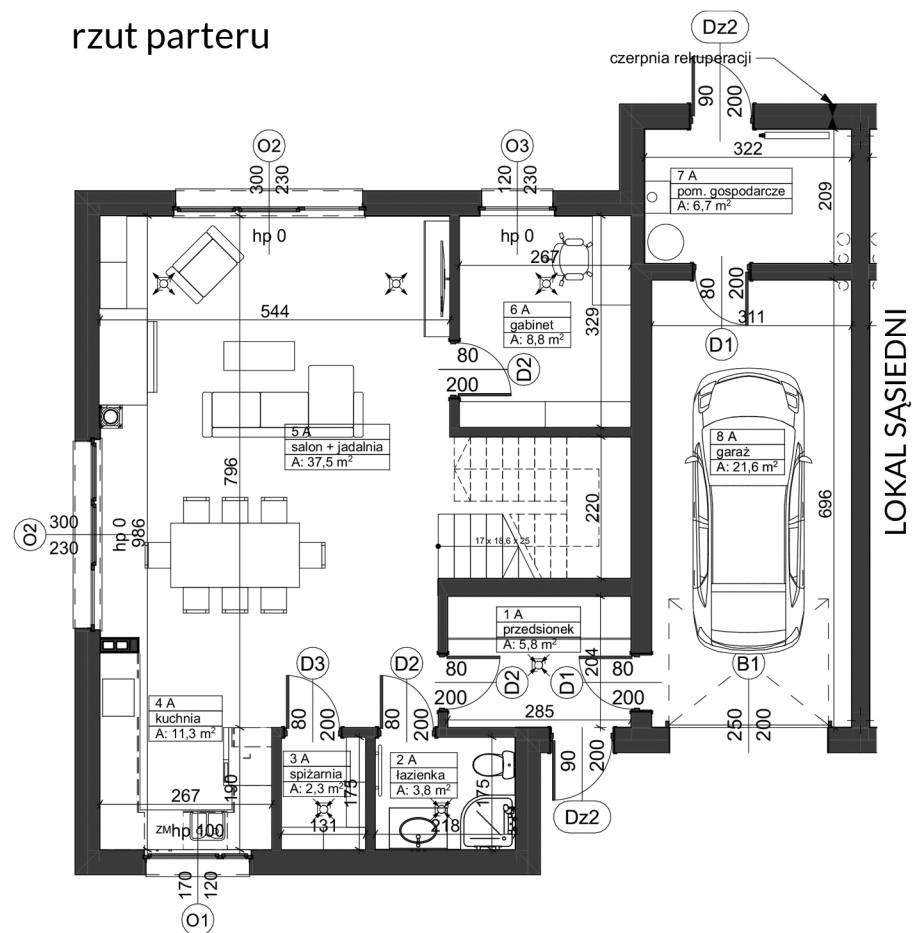 rzut parteru
Dz2
czerpnia rekuperacji
90
200
O2
300
230
O3
120
230
322
7 A
pom. gospodarcze
A: 6,7 m²
209
hp 0
hp 0
267
80
200
544
6 A
gabinet
A: 8,8 m²
329
311
D1
80
200
D2
LOKAL SĄSIEDNI
5 A
salon + jadalnia
A: 37,5 m²
8 A
garaż
A: 21,6 m²
796
220
696
O2
300
230
hp 0
986
17 x 18,6 x 25
1 A
przedsionek
A: 5,8 m²
204
D3
D2
80
200
D2
D1
80
200
B1
80
200
80
200
285
250
200
4 A
kuchnia
A: 11,3 m²
L
3 A
spiżarnia
A: 2,3 m²
175
2 A
łazienka
A: 3,8 m²
175
90
200
267
190
Dz2
ZM
hp 100
131
218
170
120
O1